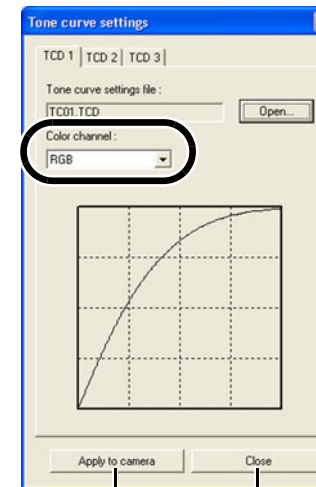 Tone curve settings
TCD 1 TCD 2 TCD 3
Tone curve settings file :
TC01.TCD Open...
Color channel :
RGB
Apply to camera Close